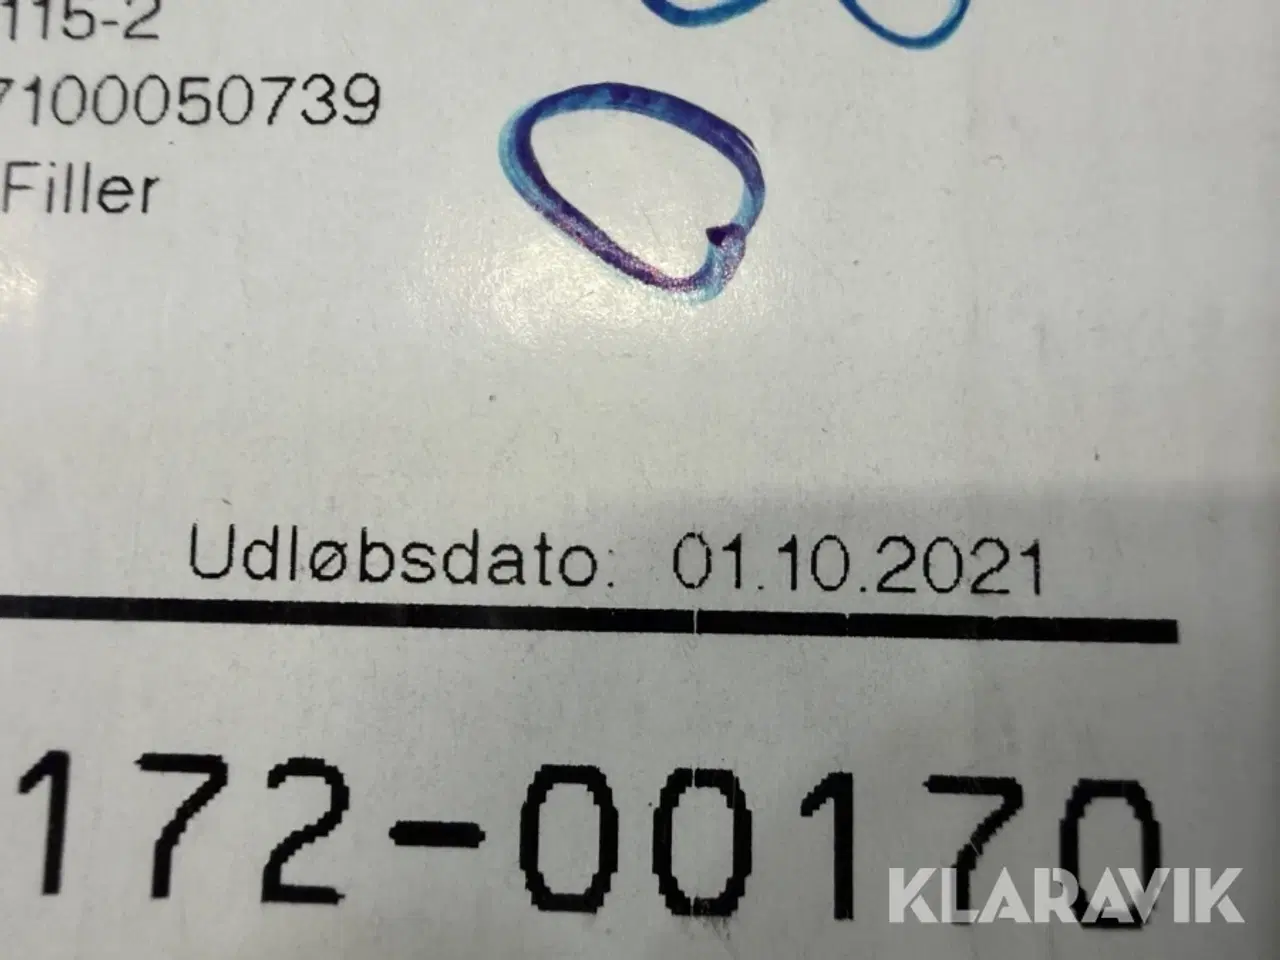 115-2
7100050739
Filler
Udløbsdato: 01.10.2021
172-00170
KLARAVIK